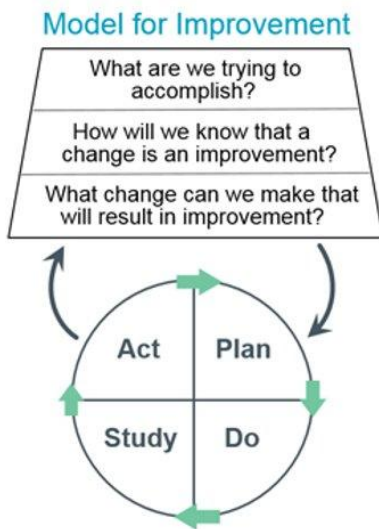 Model for Improvement
What are we trying to
accomplish?
How will we know that a
change is an improvement?
What change can we make that
will result in improvement?
Act
Plan
Study
Do